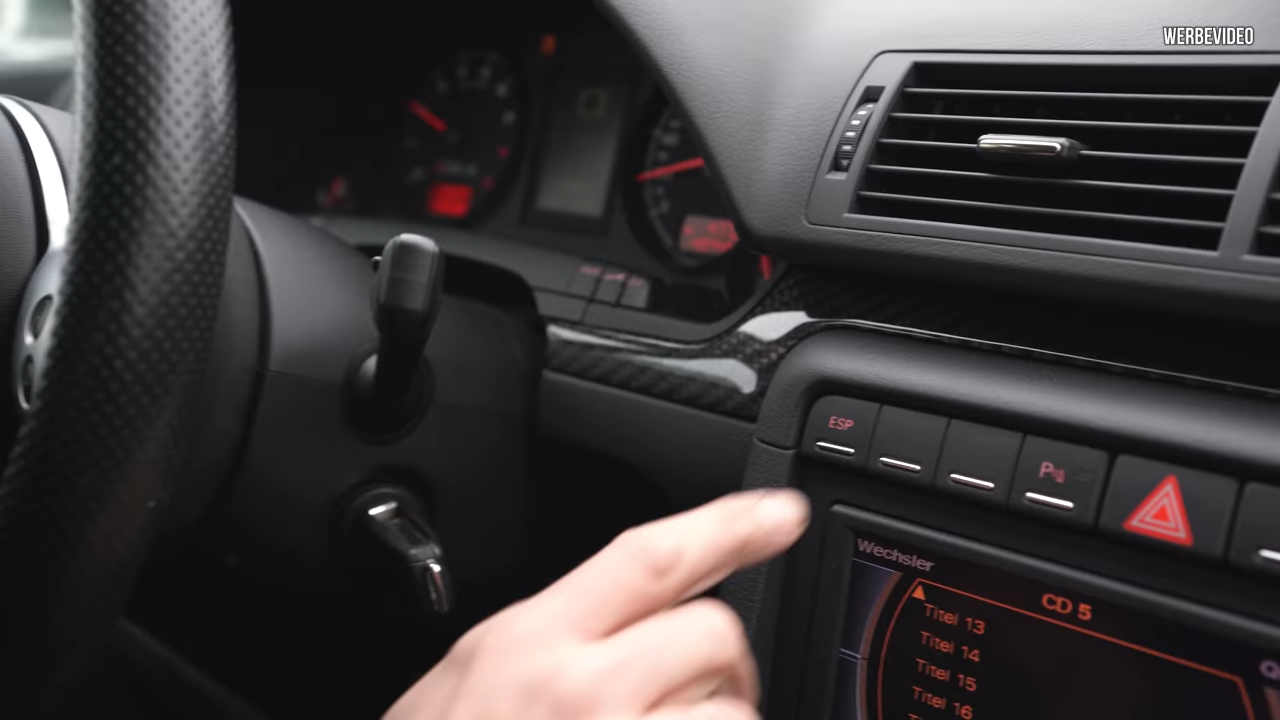 WERBEVIDEO
ESP
P
Wechsler
CD 5
Titel 13
Titel 14
Titel 15
Titel 16